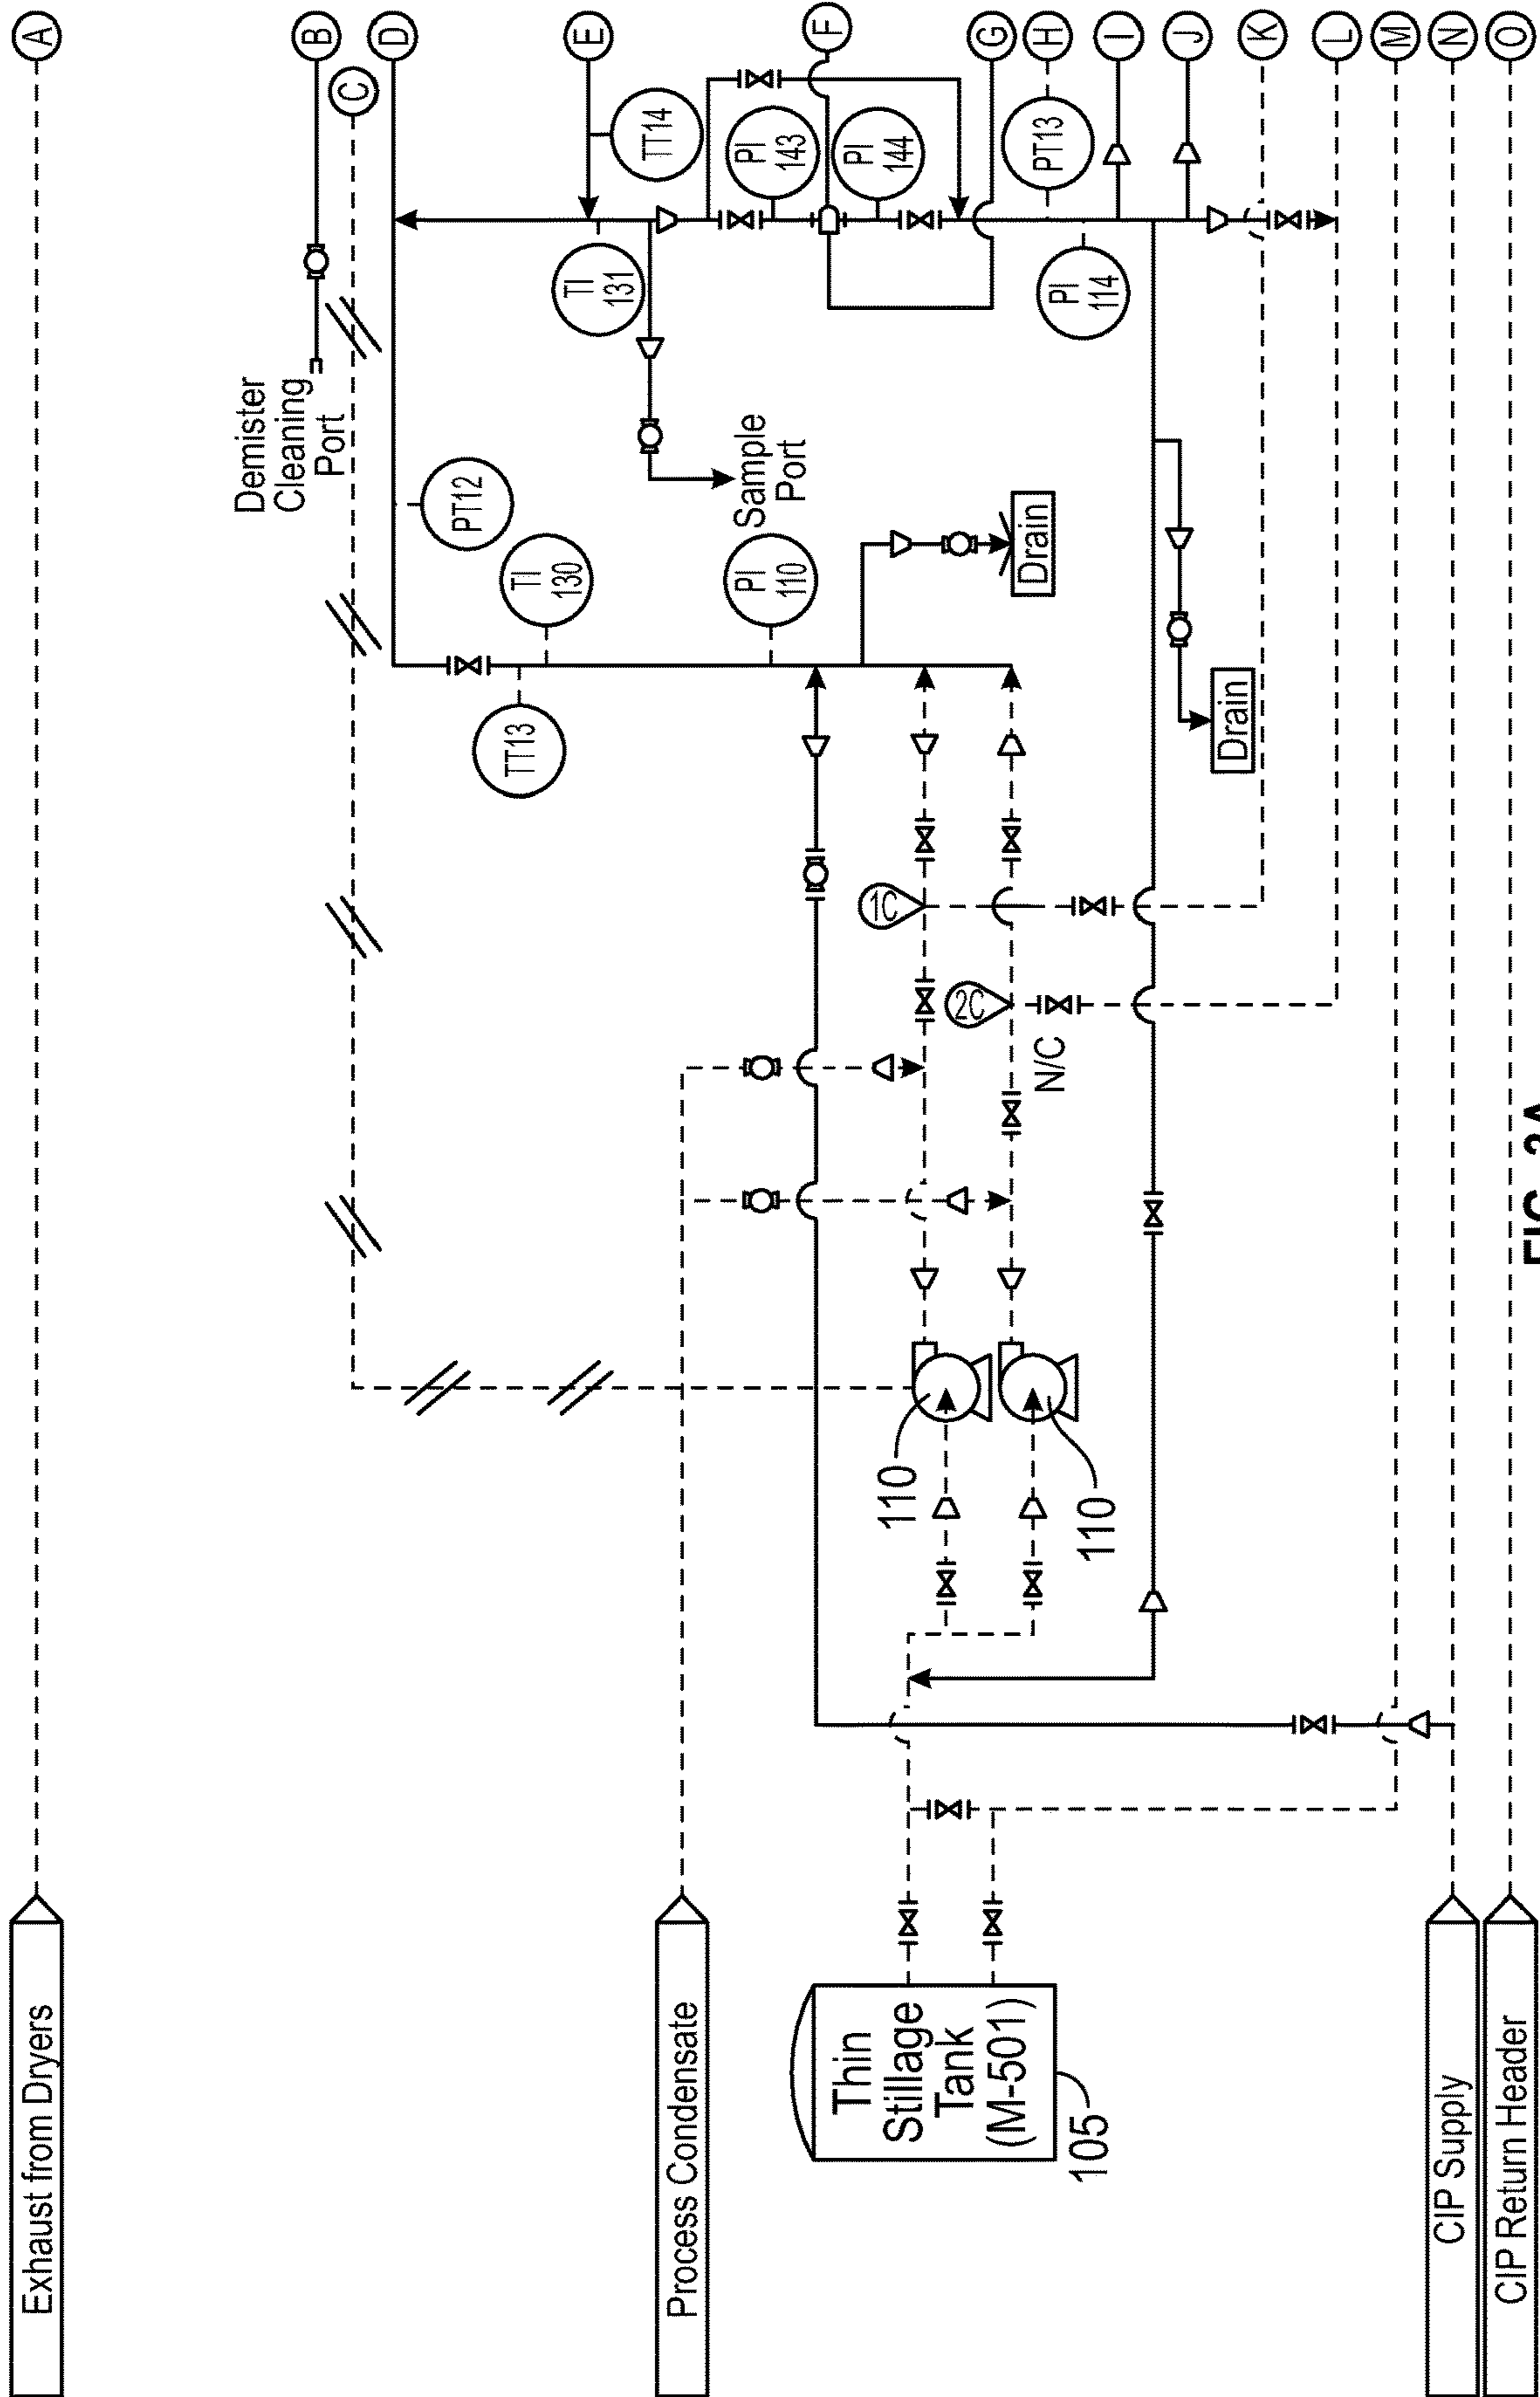 Exhaust from Dryers
A
B
Demister
Cleaning
Port
C
D
PT12
E
TT14
TI
131
TI
130
TT13
F
PI
143
PI
144
Sample
Port
PI
110
Process Condensate
G
H
PT13
PI
114
Drain
I
J
Drain
K
1C
2C
N/C
110
110
L
Thin
Stillage
Tank
(M-501)
105
M
CIP Supply
N
CIP Return Header
O